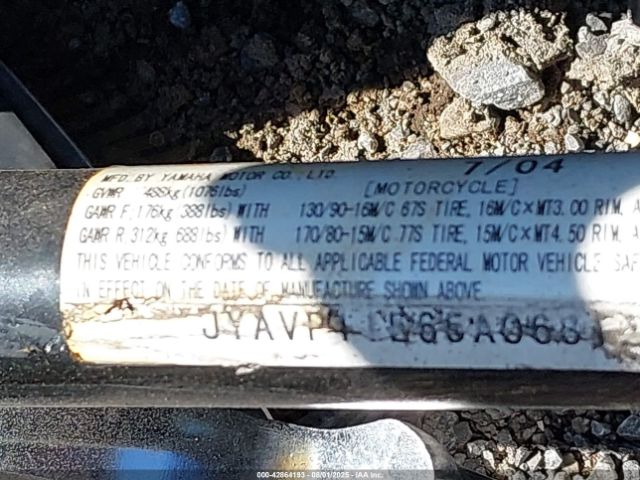 7/04
MFD. BY YAMAHA MOTOR CO., LTD.
GVWR 488kg(1076lbs) [MOTORCYCLE]
GAWR F, 176kg 388lbs) WITH 130/90-16M/C 67S TIRE, 16M/C×MT3.00 RIM, A
GAWR R, 312kg 688lbs) WITH 170/80-15M/C 77S TIRE, 15M/C×MT4.50 RIM, A
THIS VEHICLE CONFORMS TO ALL APPLICABLE FEDERAL MOTOR VEHICLE SAF
IN EFFECT ON THE DATE OF MANUFACTURE SHOWN ABOVE.
000-42864193 - 08/01/2025 - IAAI